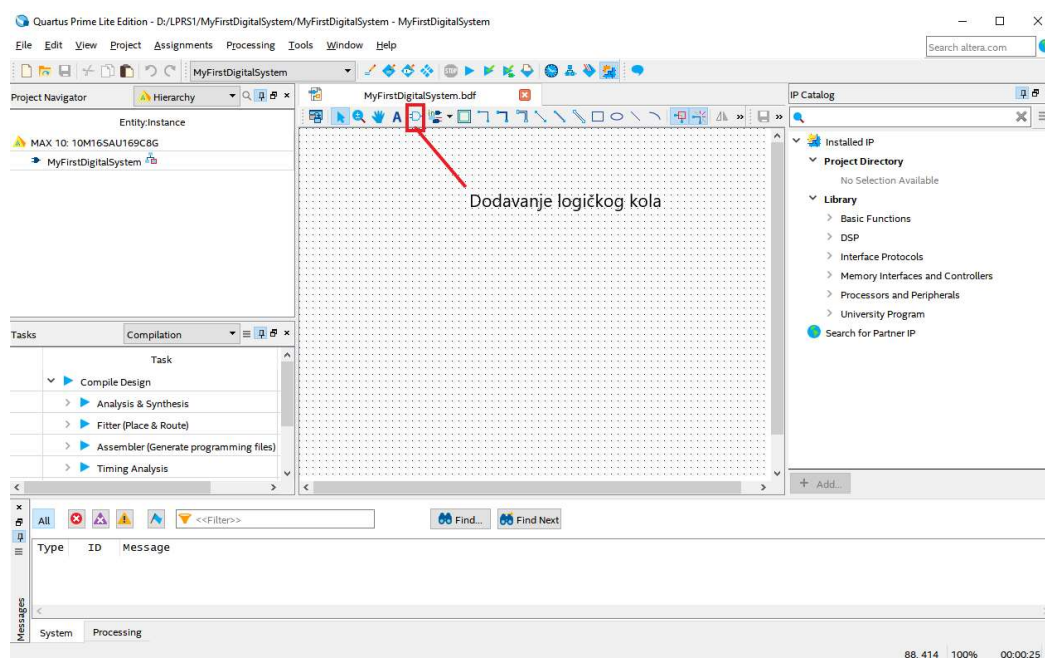 Quartus Prime Lite Edition - D:/LPRS1/MyFirstDigitalSystem/MyFirstDigitalSystem - MyFirstDigitalSystem
File Edit View Project Assignments Processing Tools Window Help
Search altera.com
MyFirstDigitalSystem
Project Navigator
Hierarchy
MyFirstDigitalSystem.bdf
IP Catalog
Entity:Instance
MAX 10: 10M16SAU169C8G
MyFirstDigitalSystem
A
Dodavanje logičkog kola
Installed IP
Project Directory
No Selection Available
Library
Basic Functions
DSP
Interface Protocols
Memory Interfaces and Controllers
Processors and Peripherals
University Program
Search for Partner IP
+ Add...
Tasks
Compilation
Task
Compile Design
Analysis & Synthesis
Fitter (Place & Route)
Assembler (Generate programming files)
Timing Analysis
All
<<Filter>>
Find...
Find Next
Type ID Message
Messages
System Processing
88, 414 100% 00:00:25